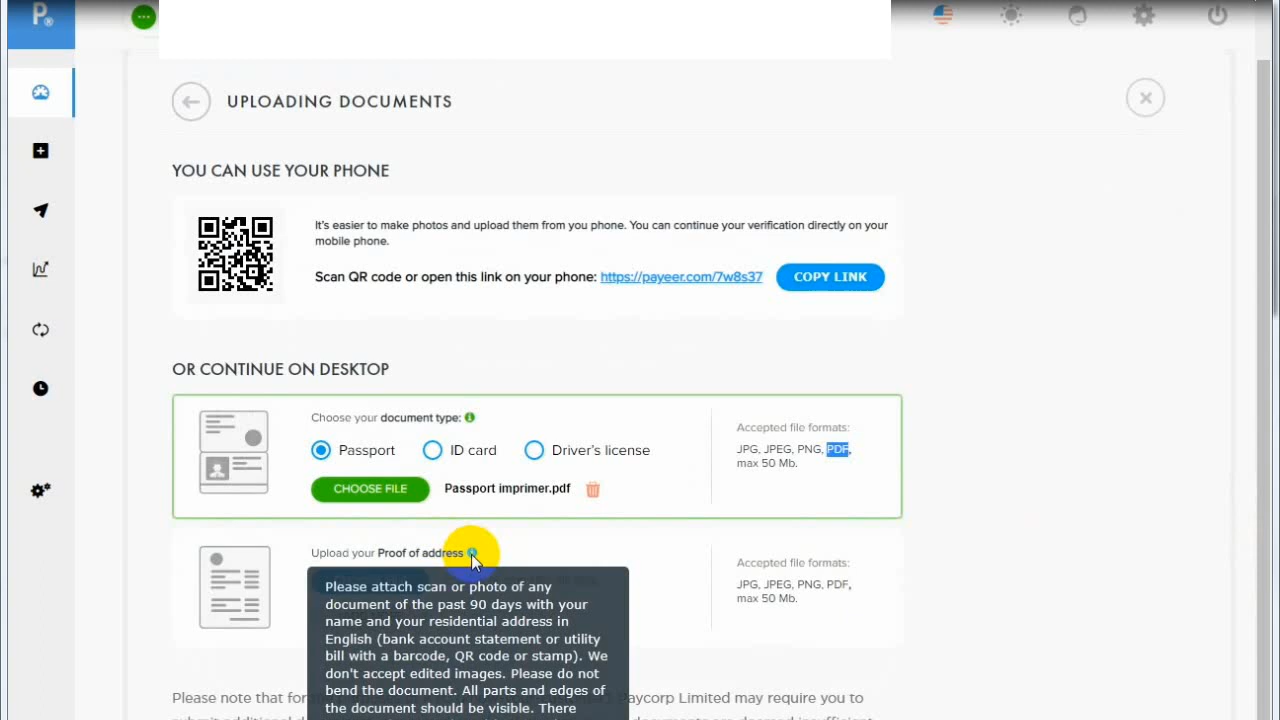 P®
UPLOADING DOCUMENTS
YOU CAN USE YOUR PHONE
It's easier to make photos and upload them from you phone. You can continue your verification directly on your
mobile phone.
Scan QR code or open this link on your phone: https://payeer.com/7w8s37 COPY LINK
OR CONTINUE ON DESKTOP
Choose your document type:
Passport ID card Driver's license
CHOOSE FILE Passport imprimer.pdf
Accepted file formats:
JPG, JPEG, PNG, PDF,
max 50 Mb.
Upload your Proof of address
Accepted file formats:
JPG, JPEG, PNG, PDF,
max 50 Mb.
Please attach scan or photo of any
document of the past 90 days with your
name and your residential address in
English (bank account statement or utility
bill with a barcode, QR code or stamp). We
don't accept edited images. Please do not
bend the document. All parts and edges of
the document should be visible. There
Please note that Paycorp Limited may require you to